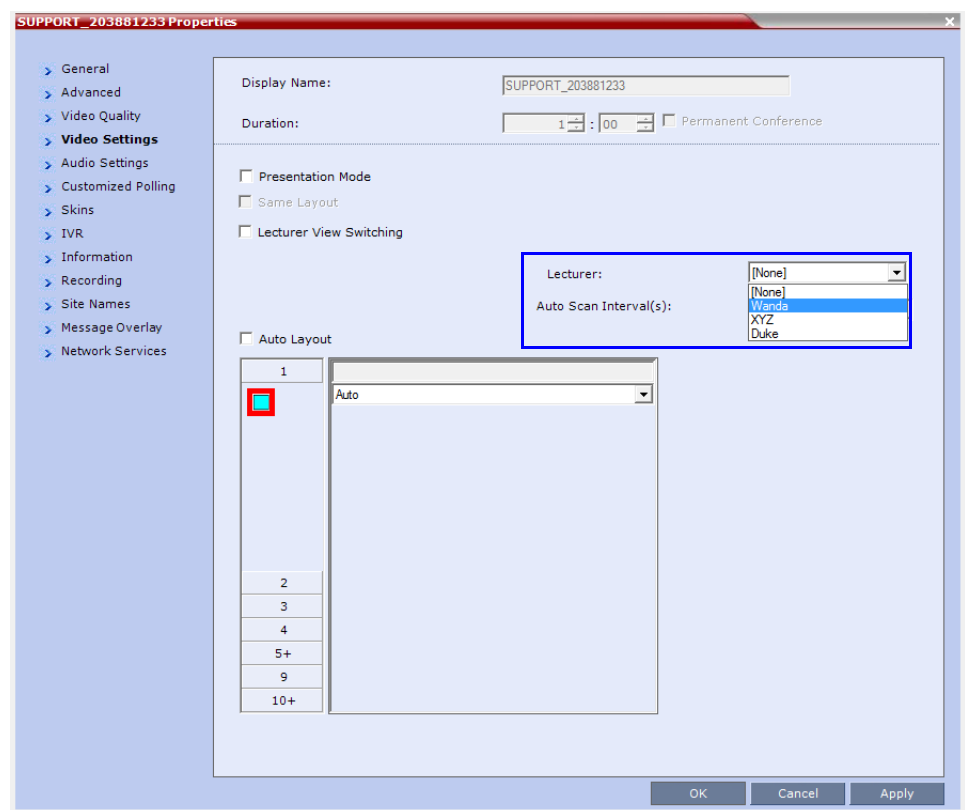 SUPPORT_203881233 Properties
General
Advanced
Video Quality
Video Settings
Audio Settings
Customized Polling
Skins
IVR
Information
Recording
Site Names
Message Overlay
Network Services
Display Name: SUPPORT_203881233
Duration: 1 : 00 Permanent Conference
Presentation Mode
Same Layout
Lecturer View Switching
Lecturer: [None]
[None]
Auto Scan Interval(s): Wanda
XYZ
Duke
Auto Layout
1
Auto
2
3
4
5+
9
10+
OK Cancel Apply